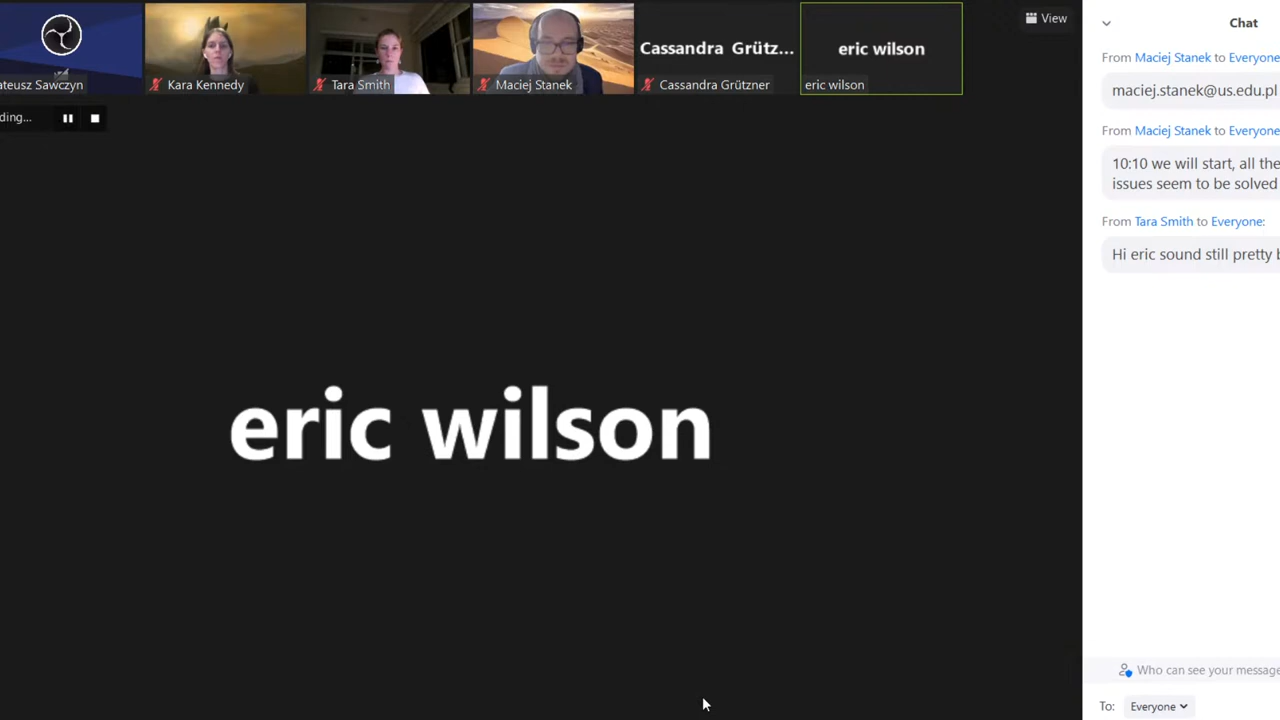 ateusz Sawczyn
Kara Kennedy
Tara Smith
Maciej Stanek
Cassandra Grütz...
Cassandra Grützner
eric wilson
eric wilson
View
ding...
eric wilson
Chat
From Maciej Stanek to Everyone
maciej.stanek@us.edu.pl
From Maciej Stanek to Everyone
10:10 we will start, all the
issues seem to be solved
From Tara Smith to Everyone:
Hi eric sound still pretty b
Who can see your message
To: Everyone